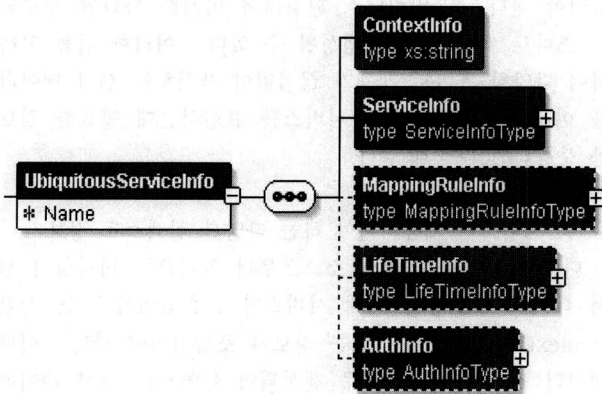 ContextInfo
type xs:string
ServiceInfo
type ServiceInfoType
UbiquitousServiceInfo
* Name
MappingRuleInfo
type MappingRuleInfoType
LifeTimeInfo
type LifeTimeInfoType
AuthInfo
type AuthInfoType